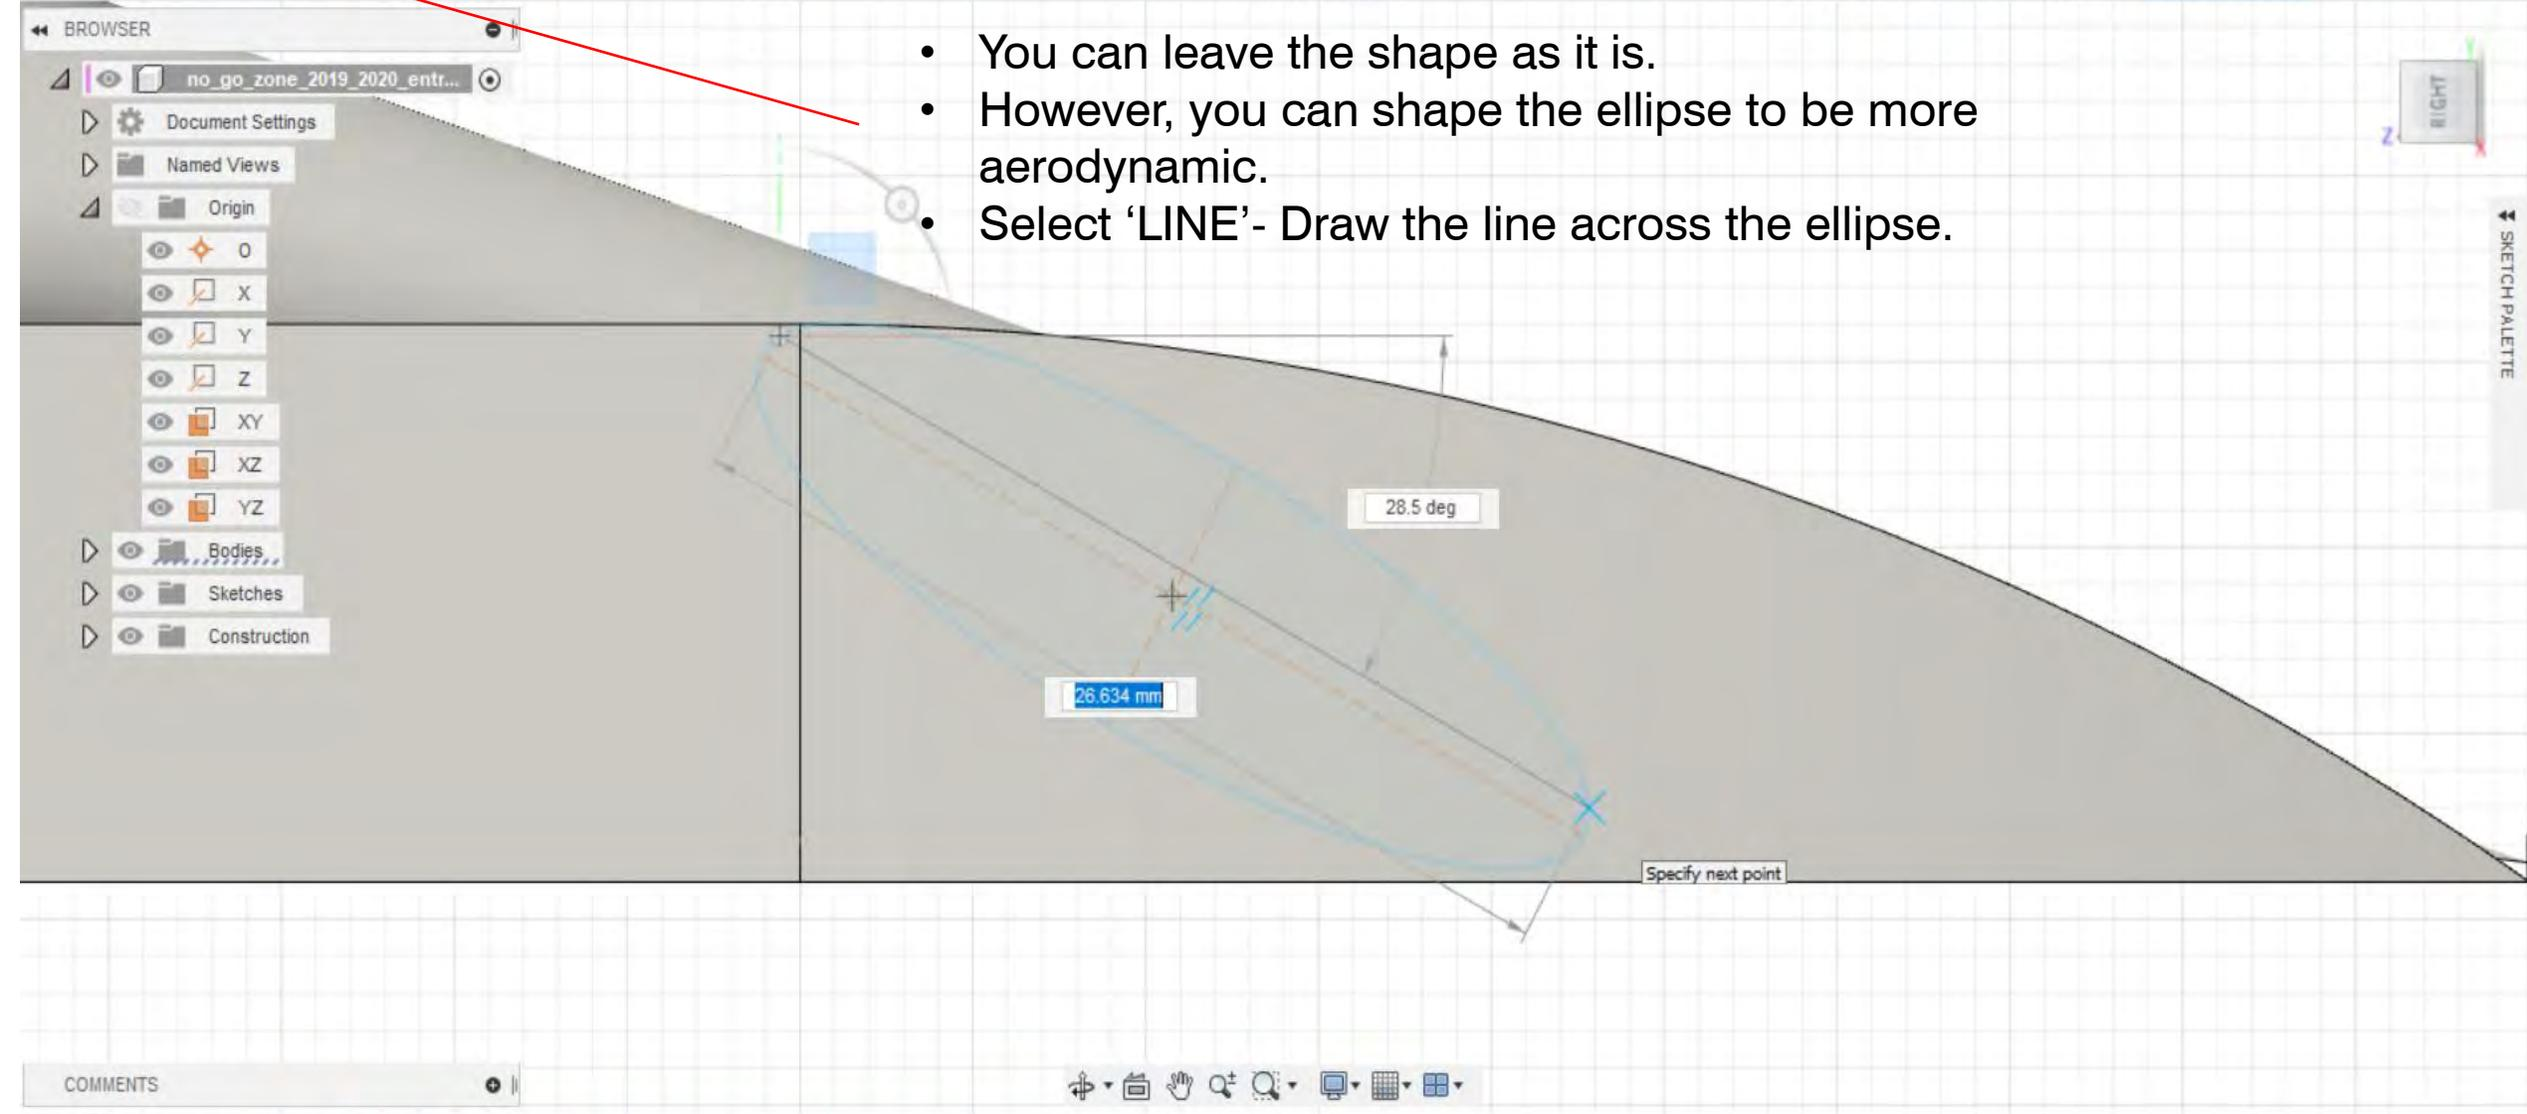 BROWSER
no_go_zone_2019_2020_entr...
Document Settings
Named Views
Origin
O
X
Y
Z
XY
XZ
YZ
Bodies
Sketches
Construction
• You can leave the shape as it is.
• However, you can shape the ellipse to be more
aerodynamic.
• Select ‘LINE’- Draw the line across the ellipse.
Y
RIGHT
Z
X
SKETCH PALETTE
28.5 deg
26.634 mm
Specify next point
COMMENTS